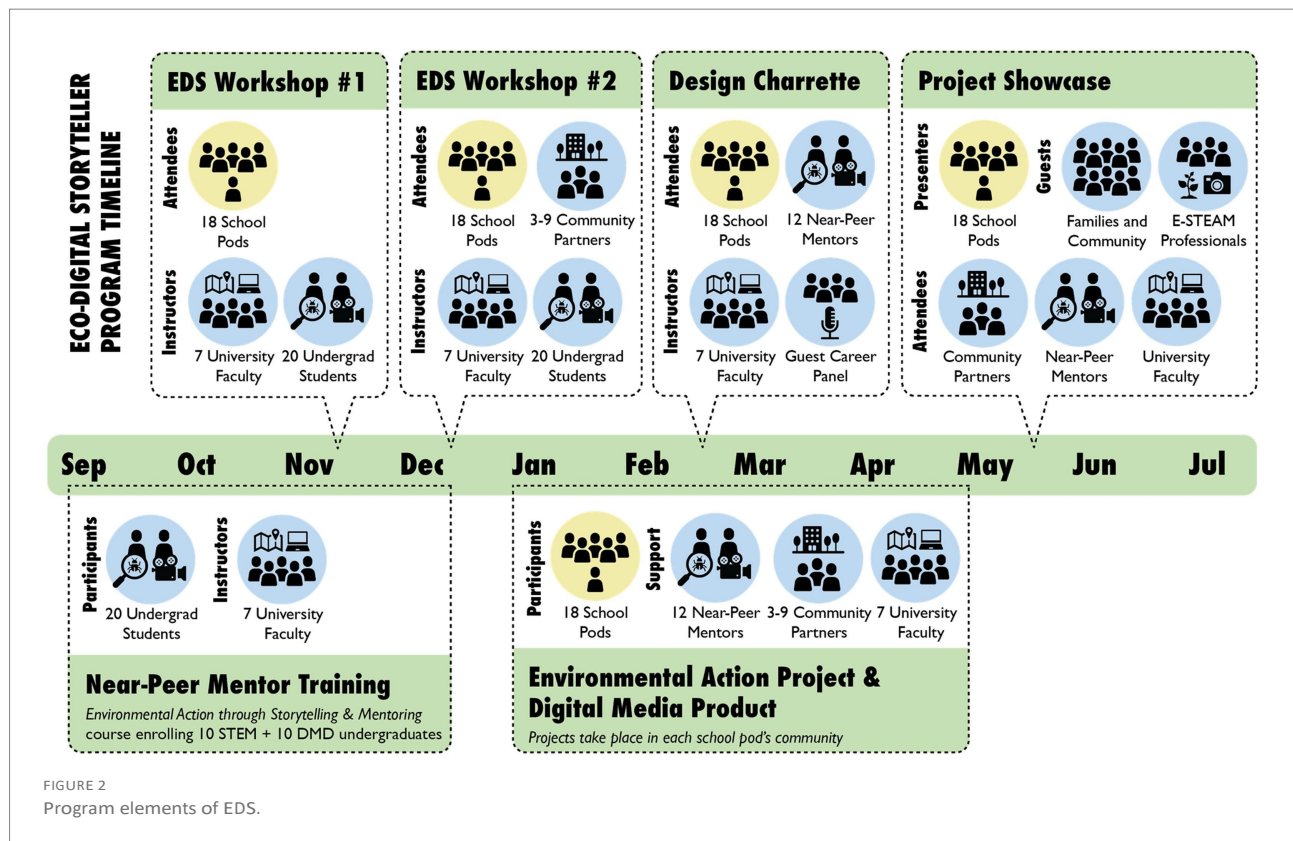 ECO-DIGITAL STORYTELLER
PROGRAM TIMELINE
EDS Workshop #1
Attendees
18 School
Pods
Instructors
7 University
Faculty
20 Undergrad
Students
EDS Workshop #2
Attendees
18 School
Pods
3-9 Community
Partners
Instructors
7 University
Faculty
20 Undergrad
Students
Design Charrette
Attendees
18 School
Pods
12 Near-Peer
Mentors
Instructors
7 University
Faculty
Guest Career
Panel
Project Showcase
Presenters
18 School
Pods
Guests
Families and
Community
E-STEAM
Professionals
Attendees
Community
Partners
Near-Peer
Mentors
University
Faculty
Sep Oct Nov Dec Jan Feb Mar Apr May Jun Jul
Participants
20 Undergrad
Students
Instructors
7 University
Faculty
Near-Peer Mentor Training
Environmental Action through Storytelling & Mentoring
course enrolling 10 STEM + 10 DMD undergraduates
Participants
18 School
Pods
Support
12 Near-Peer
Mentors
3-9 Community
Partners
7 University
Faculty
Environmental Action Project &
Digital Media Product
Projects take place in each school pod's community
FIGURE 2
Program elements of EDS.